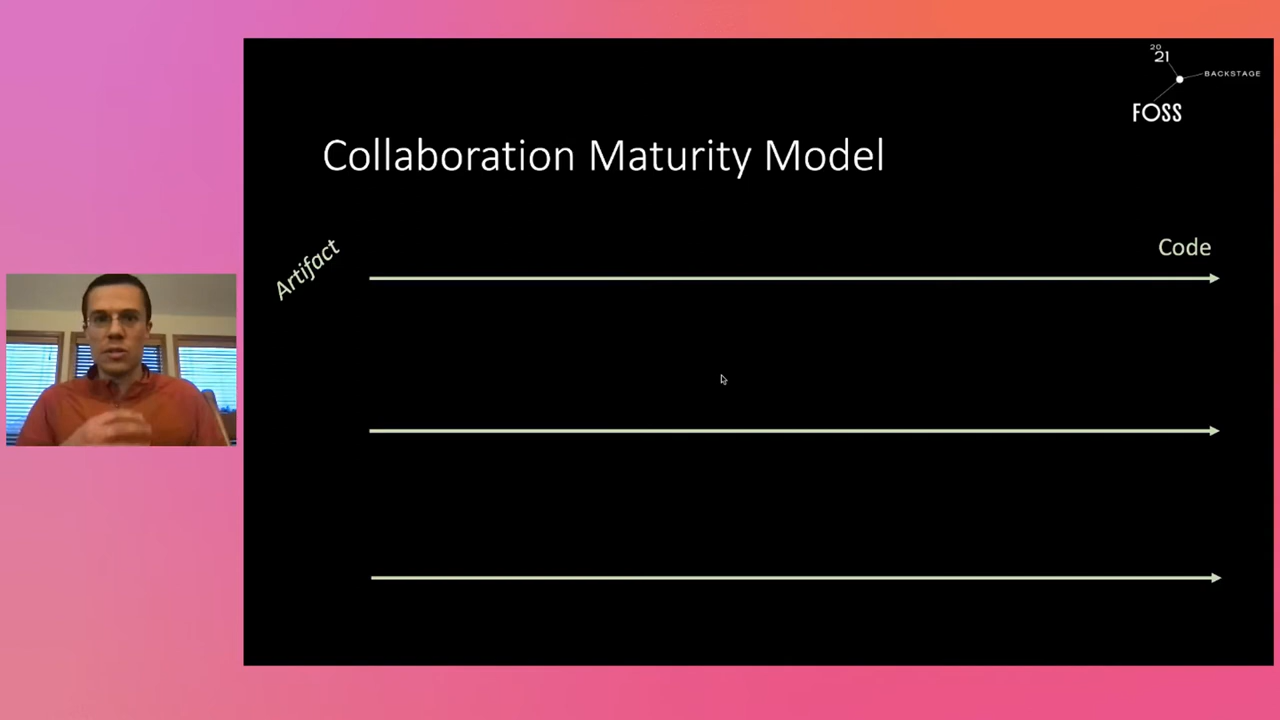 20
21
BACKSTAGE
FOSS
Collaboration Maturity Model
Artifact
Code